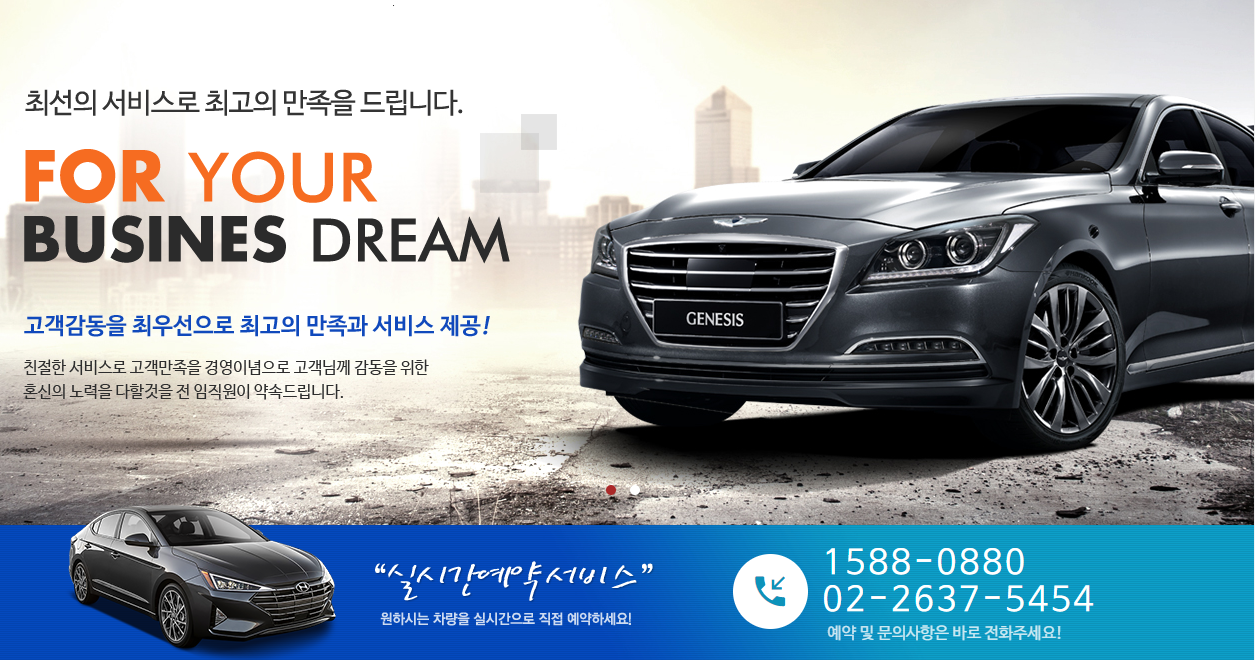 최선의 서비스로 최고의 만족을 드립니다.
FOR YOUR
BUSINES DREAM
고객감동을 최우선으로 최고의 만족과 서비스 제공!
친절한 서비스로 고객만족을 경영이념으로 고객님께 감동을 위한
혼신의 노력을 다할것을 전 임직원이 약속드립니다.
GENESIS
“실시간예약서비스”
원하시는 차량을 실시간으로 직접 예약하세요!
1588-0880
02-2637-5454
예약 및 문의사항은 바로 전화주세요!